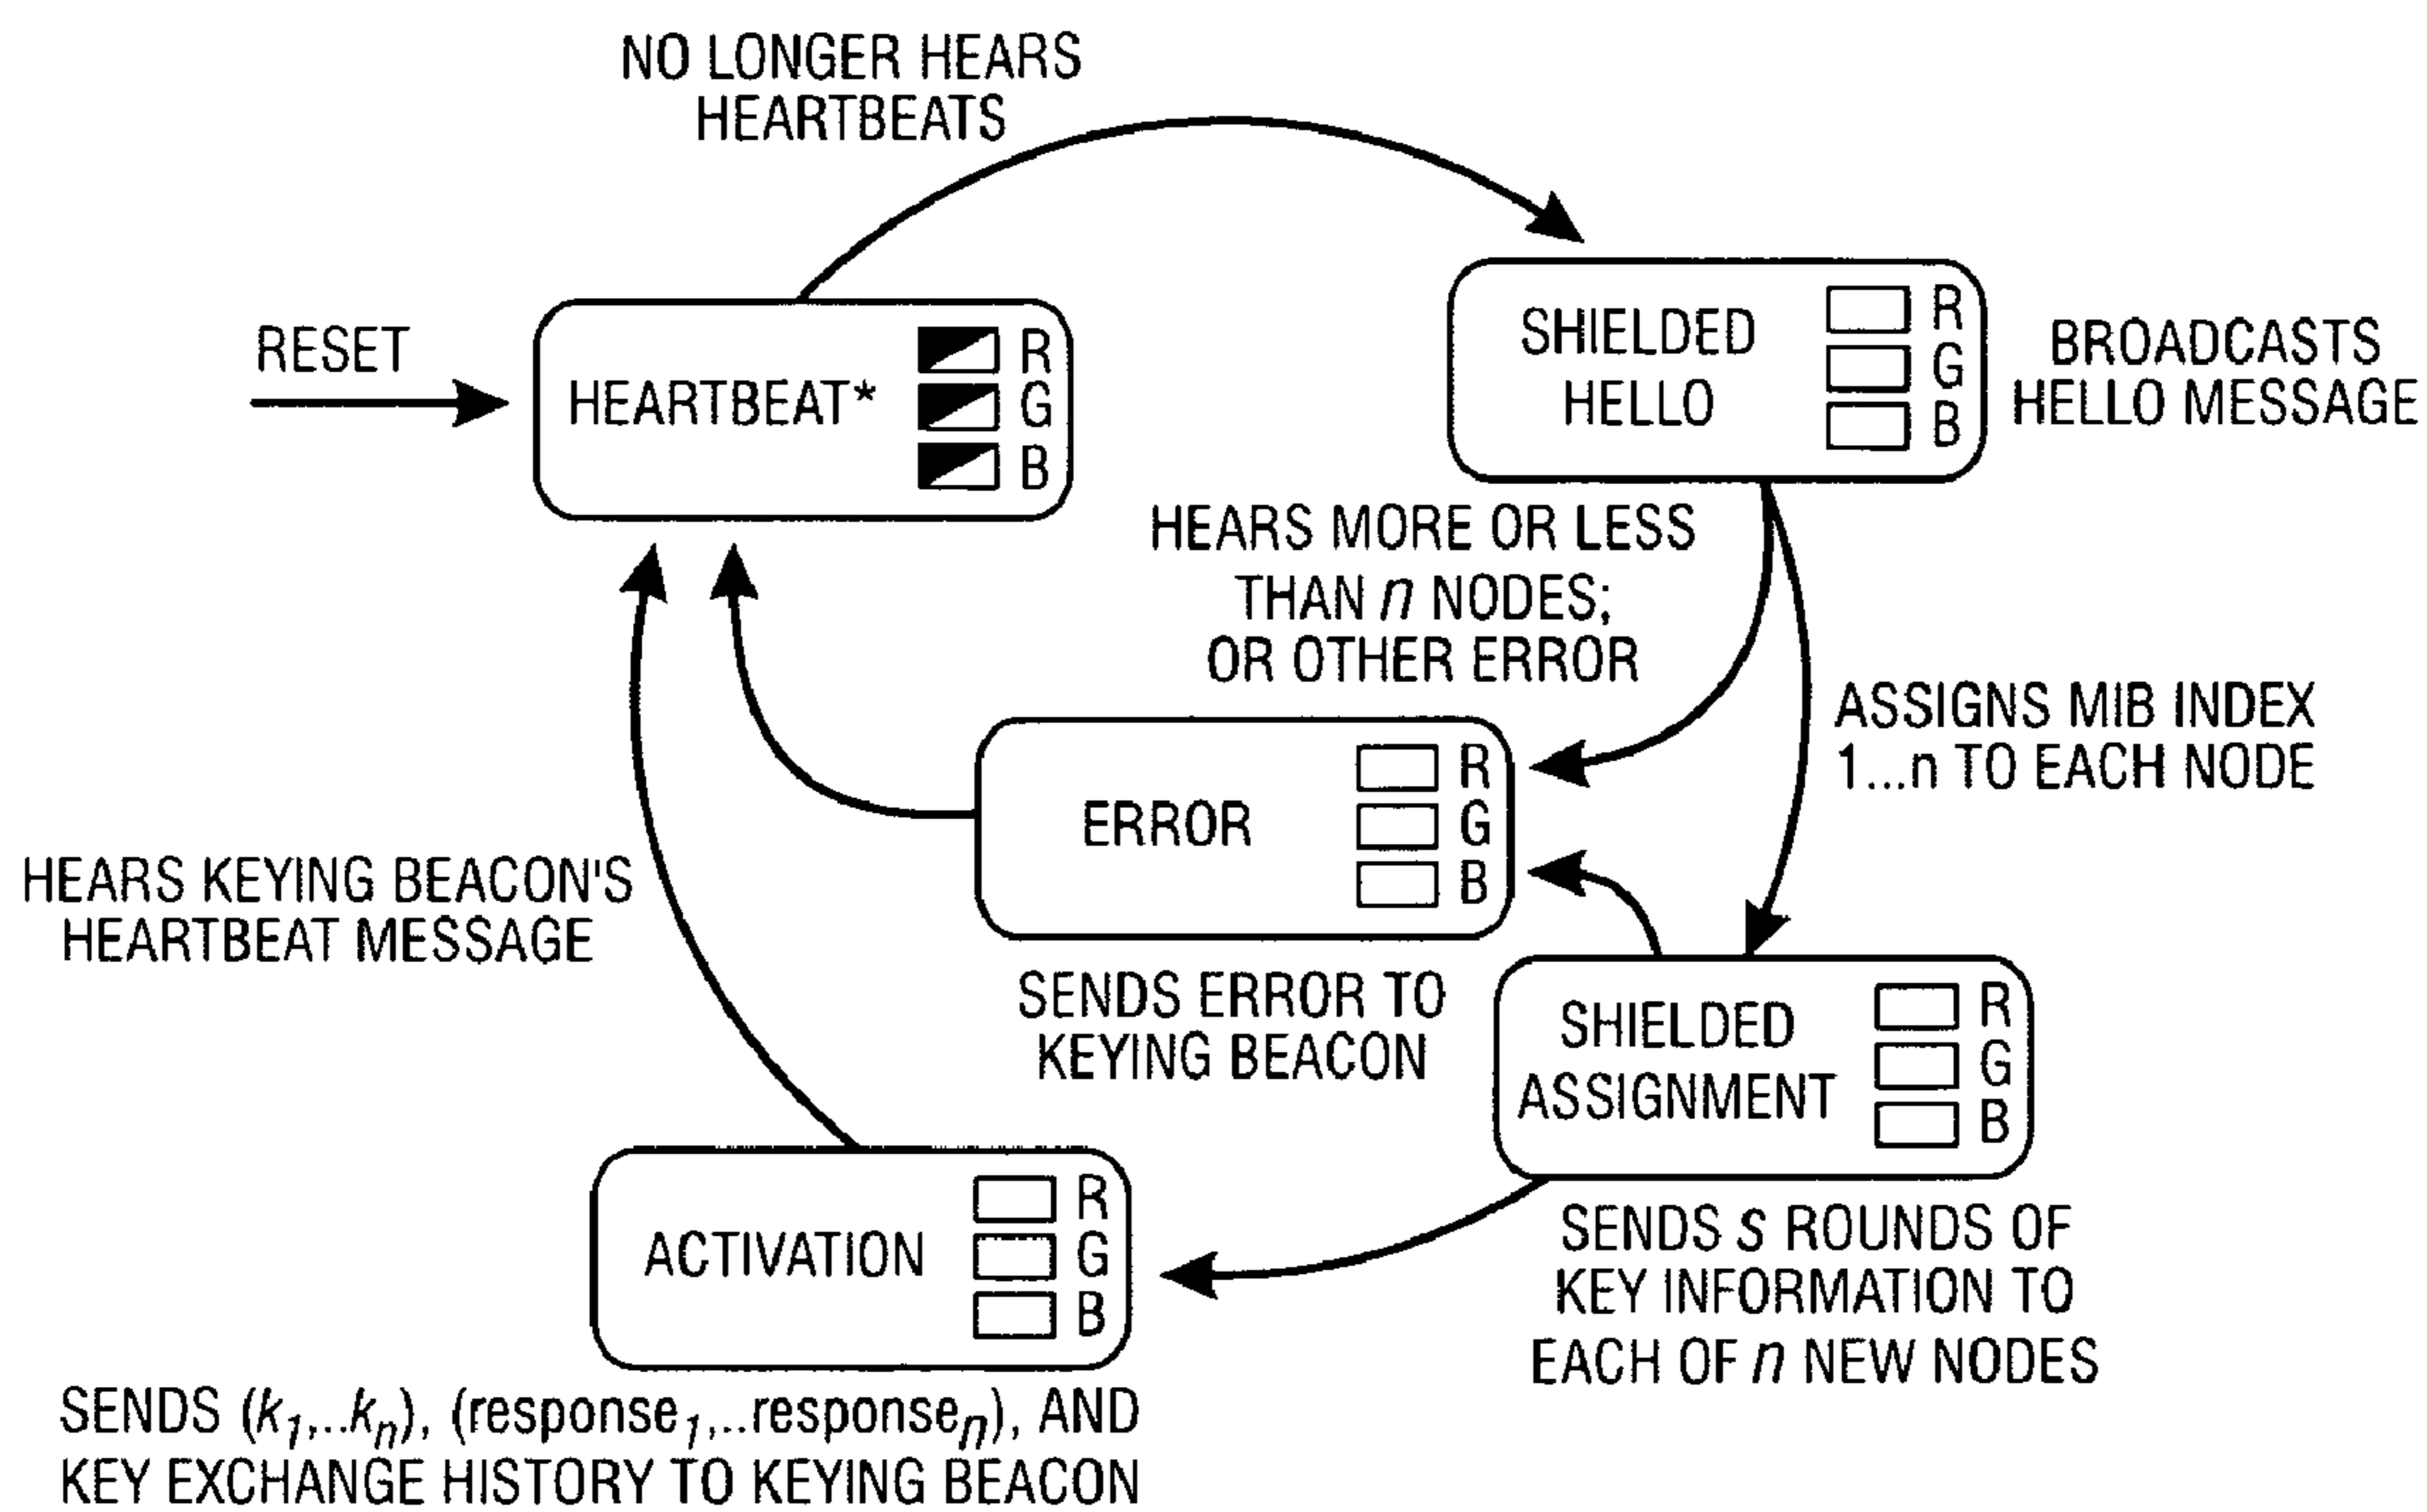 NO LONGER HEARS
HEARTBEATS
RESET
HEARTBEAT*
R
G
B
SHIELDED
HELLO
R
G
B
BROADCASTS
HELLO MESSAGE
HEARS MORE OR LESS
THAN n NODES;
OR OTHER ERROR
ASSIGNS MIB INDEX
1...n TO EACH NODE
ERROR
R
G
B
HEARS KEYING BEACON'S
HEARTBEAT MESSAGE
SENDS ERROR TO
KEYING BEACON
SHIELDED
ASSIGNMENT
R
G
B
ACTIVATION
R
G
B
SENDS s ROUNDS OF
KEY INFORMATION TO
EACH OF n NEW NODES
SENDS (k1,..kn), (response1,..responsen), AND
KEY EXCHANGE HISTORY TO KEYING BEACON